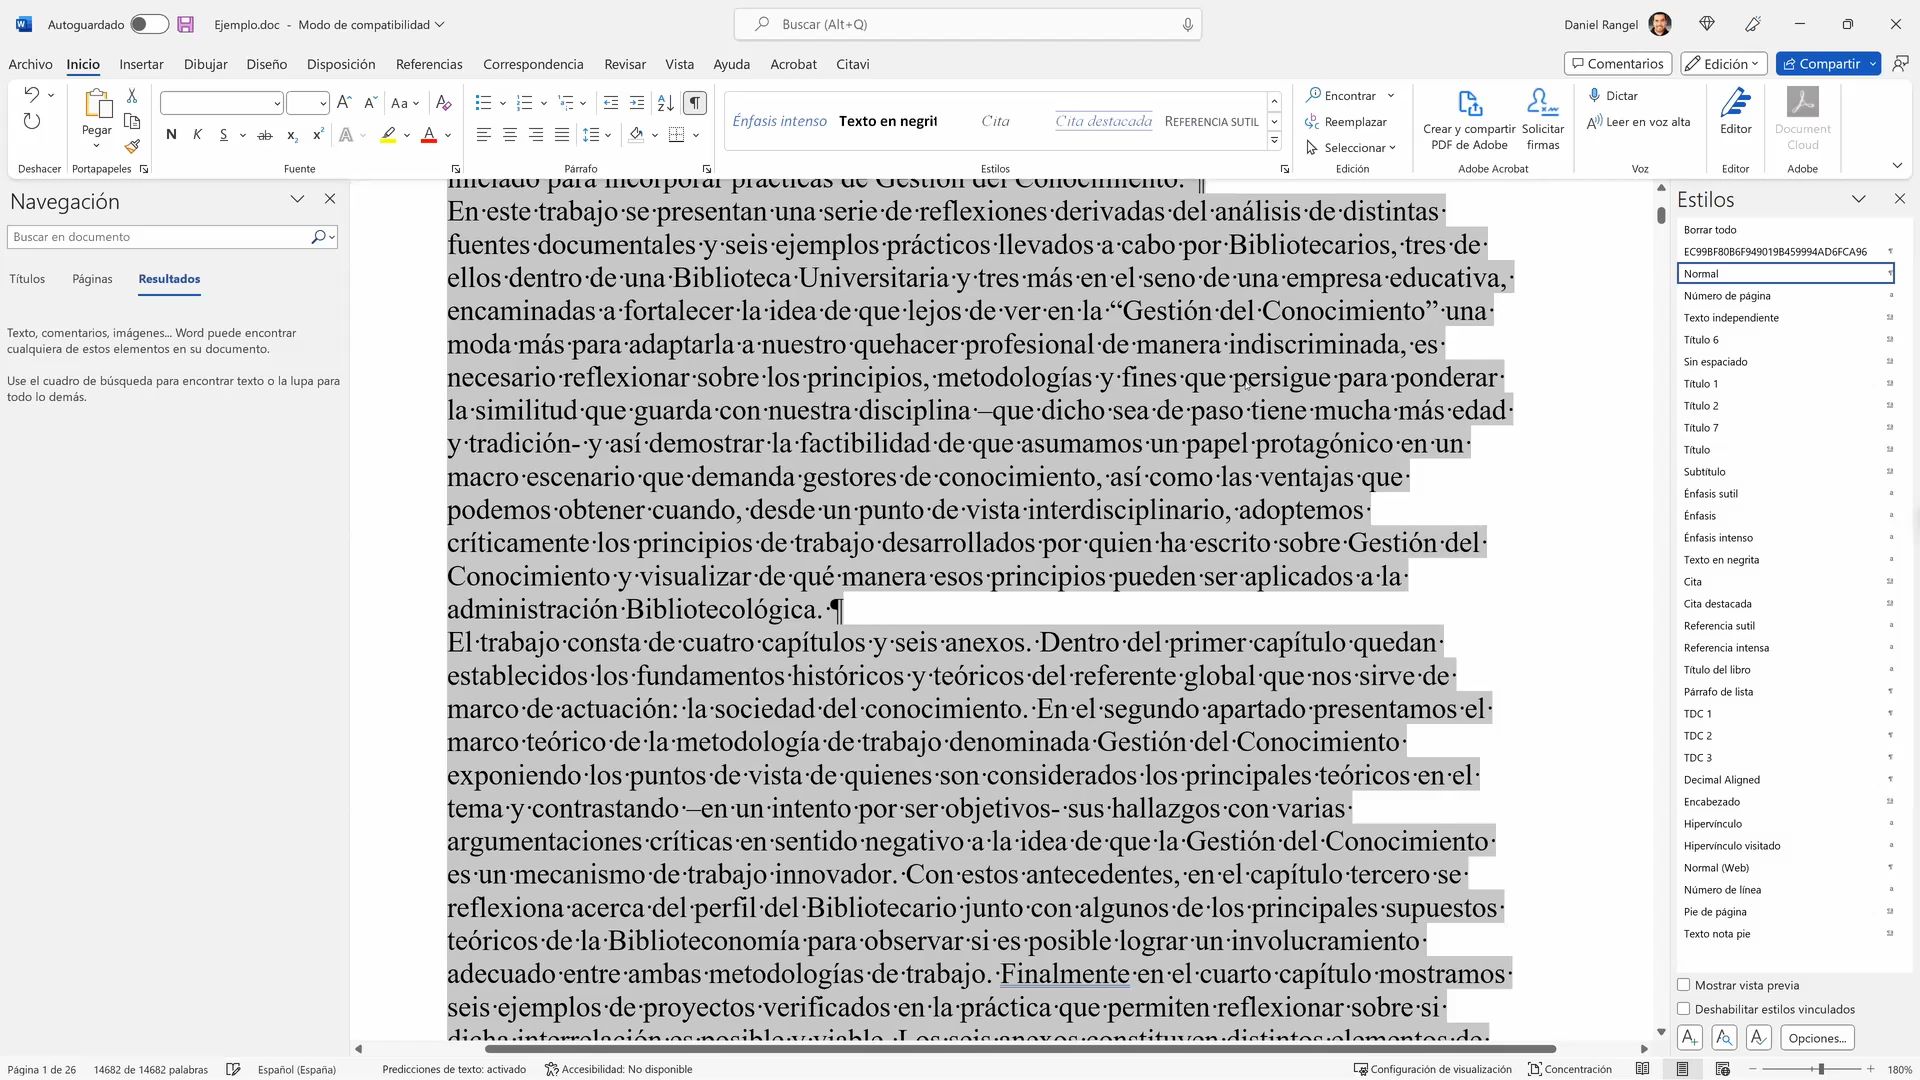 Autoguardado
Ejemplo.doc - Modo de compatibilidad
Buscar (Alt+Q)
Daniel Rangel
Archivo Inicio Insertar Dibujar Diseño Disposición Referencias Correspondencia Revisar Vista Ayuda Acrobat Citavi
Comentarios Edición Compartir
Deshacer
Pegar
Portapapeles
Aa
N K S ab x₂ x²
Fuente
Párrafo
Énfasis intenso Texto en negrit Cita Cita destacada REFERENCIA SUTIL
Estilos
Encontrar
Reemplazar
Seleccionar
Edición
Crear y compartir PDF de Adobe
Solicitar firmas
Adobe Acrobat
Dictar
Leer en voz alta
Voz
Editor
Editor
Document Cloud
Adobe
Navegación
Buscar en documento
Títulos Páginas Resultados
Texto, comentarios, imágenes... Word puede encontrar
cualquiera de estos elementos en su documento.
Use el cuadro de búsqueda para encontrar texto o la lupa para
todo lo demás.
iniciado para incorporar prácticas de Gestión del Conocimiento. ¶
En·este·trabajo·se·presentan·una·serie·de·reflexiones·derivadas·del·análisis·de·distintas·
fuentes·documentales·y·seis·ejemplos·prácticos·llevados·a·cabo·por·Bibliotecarios,·tres·de·
ellos·dentro·de·una·Biblioteca·Universitaria·y·tres·más·en·el·seno·de·una·empresa·educativa,·
encaminadas·a·fortalecer·la·idea·de·que·lejos·de·ver·en·la·“Gestión·del·Conocimiento”·una·
moda·más·para·adaptarla·a·nuestro·quehacer·profesional·de·manera·indiscriminada,·es·
necesario·reflexionar·sobre·los·principios,·metodologías·y·fines·que·persigue·para·ponderar·
la·similitud·que·guarda·con·nuestra·disciplina·–que·dicho·sea·de·paso·tiene·mucha·más·edad·
y·tradición-·y·así·demostrar·la·factibilidad·de·que·asumamos·un·papel·protagónico·en·un·
macro·escenario·que·demanda·gestores·de·conocimiento,·así·como·las·ventajas·que·
podemos·obtener·cuando,·desde·un·punto·de·vista·interdisciplinario,·adoptemos·
críticamente·los·principios·de·trabajo·desarrollados·por·quien·ha·escrito·sobre·Gestión·del·
Conocimiento·y·visualizar·de·qué·manera·esos·principios·pueden·ser·aplicados·a·la·
administración·Bibliotecológica.·¶
El·trabajo·consta·de·cuatro·capítulos·y·seis·anexos.·Dentro·del·primer·capítulo·quedan·
establecidos·los·fundamentos·históricos·y·teóricos·del·referente·global·que·nos·sirve·de·
marco·de·actuación:·la·sociedad·del·conocimiento.·En·el·segundo·apartado·presentamos·el·
marco·teórico·de·la·metodología·de·trabajo·denominada·Gestión·del·Conocimiento·
exponiendo·los·puntos·de·vista·de·quienes·son·considerados·los·principales·teóricos·en·el·
tema·y·contrastando·–en·un·intento·por·ser·objetivos-·sus·hallazgos·con·varias·
argumentaciones·críticas·en·sentido·negativo·a·la·idea·de·que·la·Gestión·del·Conocimiento·
es·un·mecanismo·de·trabajo·innovador.·Con·estos·antecedentes,·en·el·capítulo·tercero·se·
reflexiona·acerca·del·perfil·del·Bibliotecario·junto·con·algunos·de·los·principales·supuestos·
teóricos·de·la·Biblioteconomía·para·observar·si·es·posible·lograr·un·involucramiento·
adecuado·entre·ambas·metodologías·de·trabajo.·Finalmente·en·el·cuarto·capítulo·mostramos·
seis·ejemplos·de·proyectos·verificados·en·la·práctica·que·permiten·reflexionar·sobre·si·
dicha·interrelación·es·posible·y·viable.·Los·seis·anexos·constituyen·distintos·elementos·de·
Estilos
Borrar todo
EC99BF80B6F949019B459994AD6FCA96 ¶
Normal ¶
Número de página a
Texto independiente
Título 6
Sin espaciado
Título 1
Título 2
Título 7
Título
Subtítulo
Énfasis sutil a
Énfasis a
Énfasis intenso a
Texto en negrita a
Cita
Cita destacada
Referencia sutil a
Referencia intensa a
Título del libro a
Párrafo de lista ¶
TDC 1 ¶
TDC 2 ¶
TDC 3 ¶
Decimal Aligned ¶
Encabezado
Hipervínculo a
Hipervínculo visitado a
Normal (Web) ¶
Número de línea a
Pie de página
Texto nota pie
Mostrar vista previa
Deshabilitar estilos vinculados
Opciones...
Página 1 de 26 14682 de 14682 palabras Español (España) Predicciones de texto: activado Accesibilidad: No disponible Configuración de visualización Concentración 180%